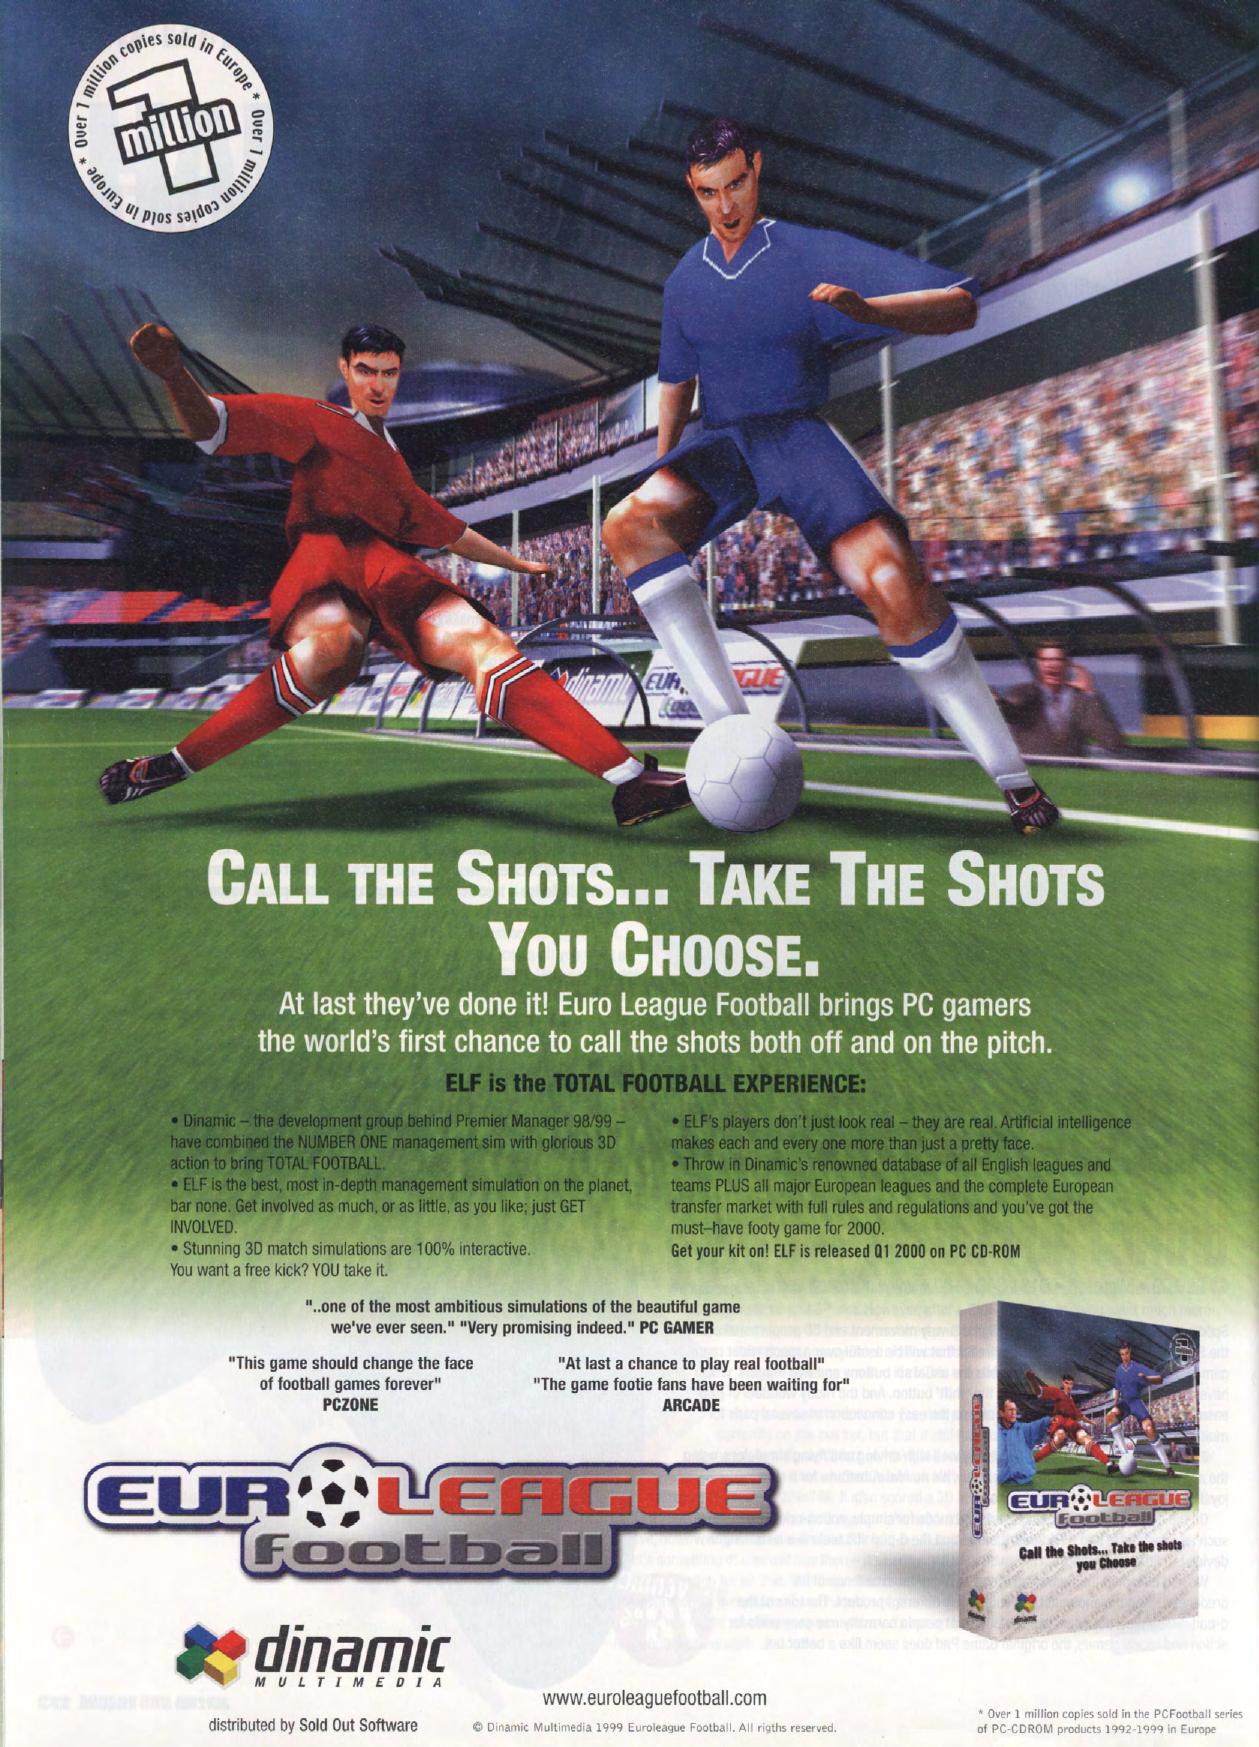 * Over 1 million copies sold in Europe * Over 1 million copies sold in Europe
1
million
dinamic
EUR LEAGUE
Foot
CALL THE SHOTS... TAKE THE SHOTS
YOU CHOOSE.
At last they've done it! Euro League Football brings PC gamers
the world's first chance to call the shots both off and on the pitch.
ELF is the TOTAL FOOTBALL EXPERIENCE:
• Dinamic – the development group behind Premier Manager 98/99 –
have combined the NUMBER ONE management sim with glorious 3D
action to bring TOTAL FOOTBALL.
• ELF is the best, most in-depth management simulation on the planet,
bar none. Get involved as much, or as little, as you like; just GET
INVOLVED.
• Stunning 3D match simulations are 100% interactive.
You want a free kick? YOU take it.
• ELF's players don't just look real – they are real. Artificial intelligence
makes each and every one more than just a pretty face.
• Throw in Dinamic's renowned database of all English leagues and
teams PLUS all major European leagues and the complete European
transfer market with full rules and regulations and you've got the
must–have footy game for 2000.
Get your kit on! ELF is released Q1 2000 on PC CD-ROM
"..one of the most ambitious simulations of the beautiful game
we've ever seen." "Very promising indeed." PC GAMER
"This game should change the face
of football games forever"
PCZONE
"At last a chance to play real football"
"The game footie fans have been waiting for"
ARCADE
EURO LEAGUE
football
EURO LEAGUE
football
EURO LEAGUE
football
Call the Shots... Take the shots
you Choose
dinamic
dinamic
dinamic
MULTIMEDIA
distributed by Sold Out Software
www.euroleaguefootball.com
© Dinamic Multimedia 1999 Euroleague Football. All rigths reserved.
* Over 1 million copies sold in the PCFootball series
of PC-CDROM products 1992-1999 in Europe